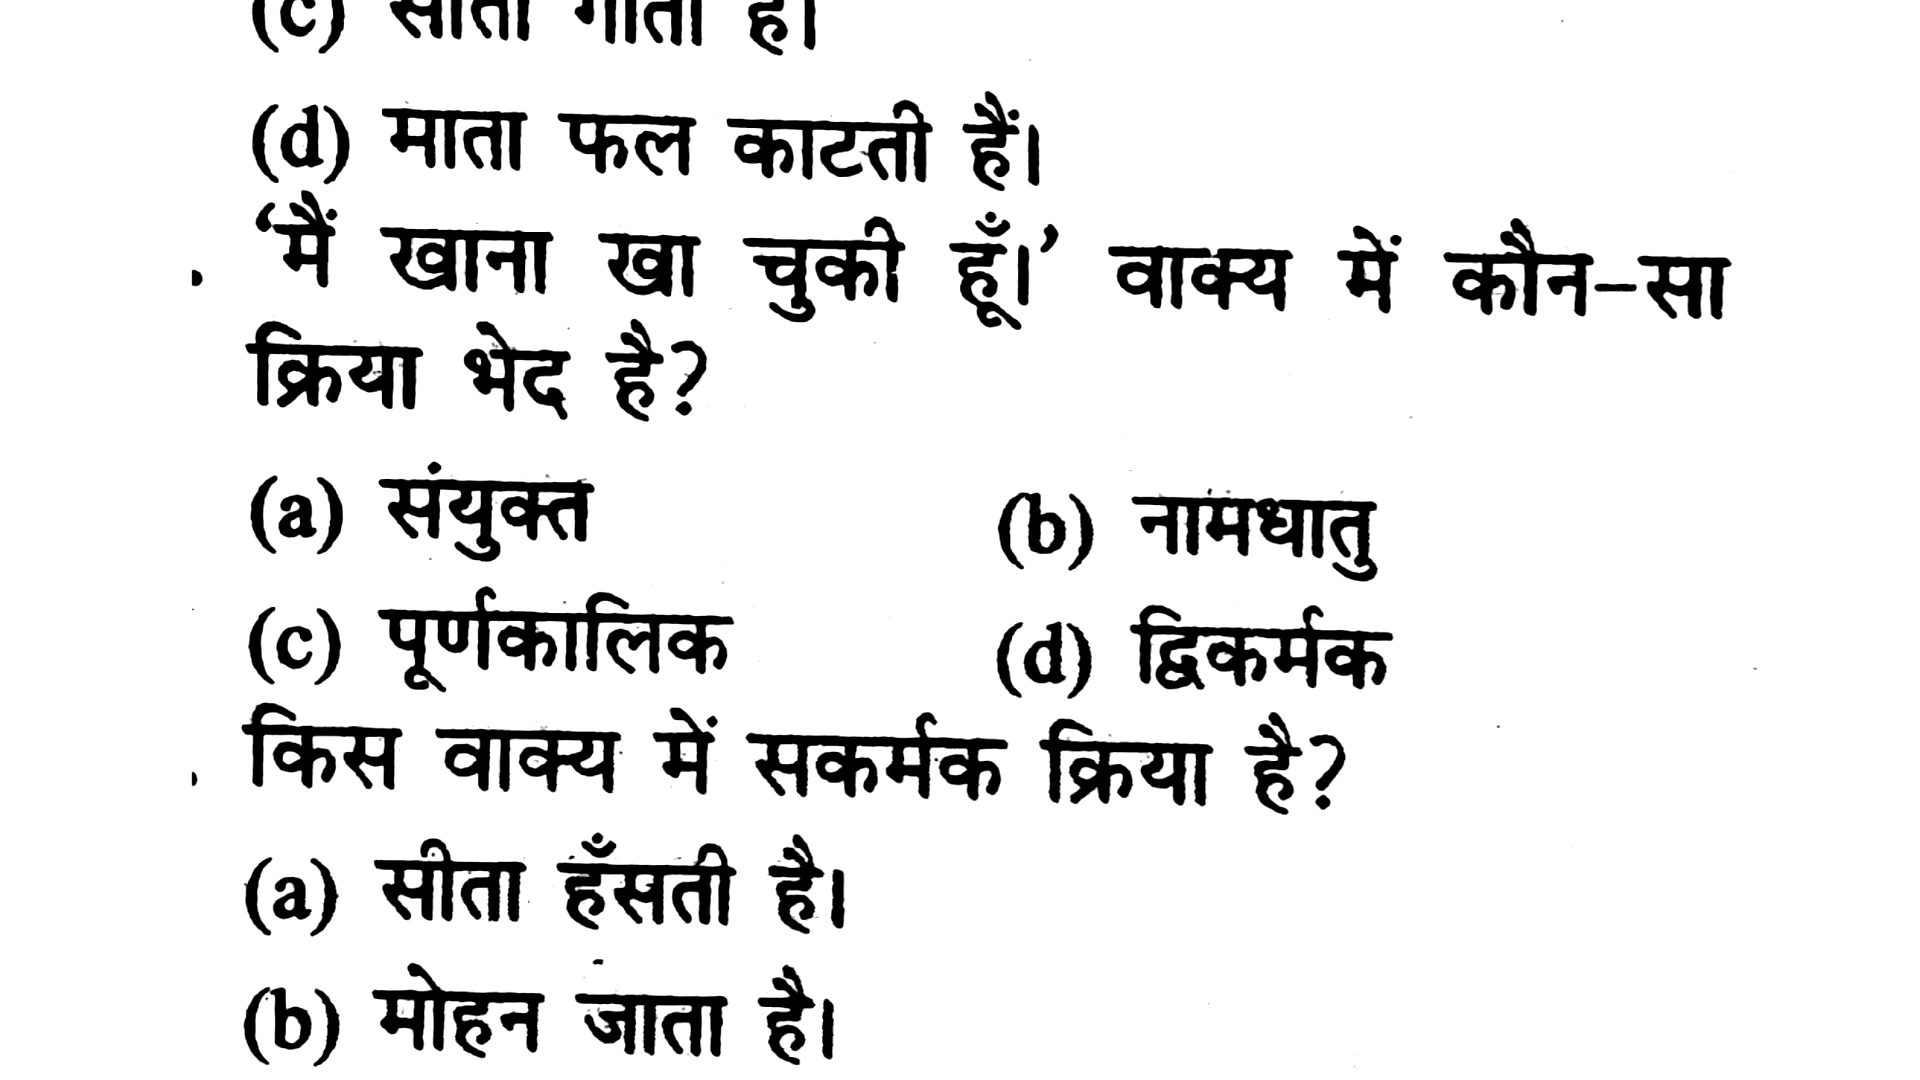 (c) सीता गाती है।
(d) माता फल काटती हैं।
. ‘मैं खाना खा चुकी हूँ।’ वाक्य में कौन-सा
क्रिया भेद है?
(a) संयुक्त (b) नामधातु
(c) पूर्णकालिक (d) द्विकर्मक
. किस वाक्य में सकर्मक क्रिया है?
(a) सीता हँसती है।
(b) मोहन जाता है।